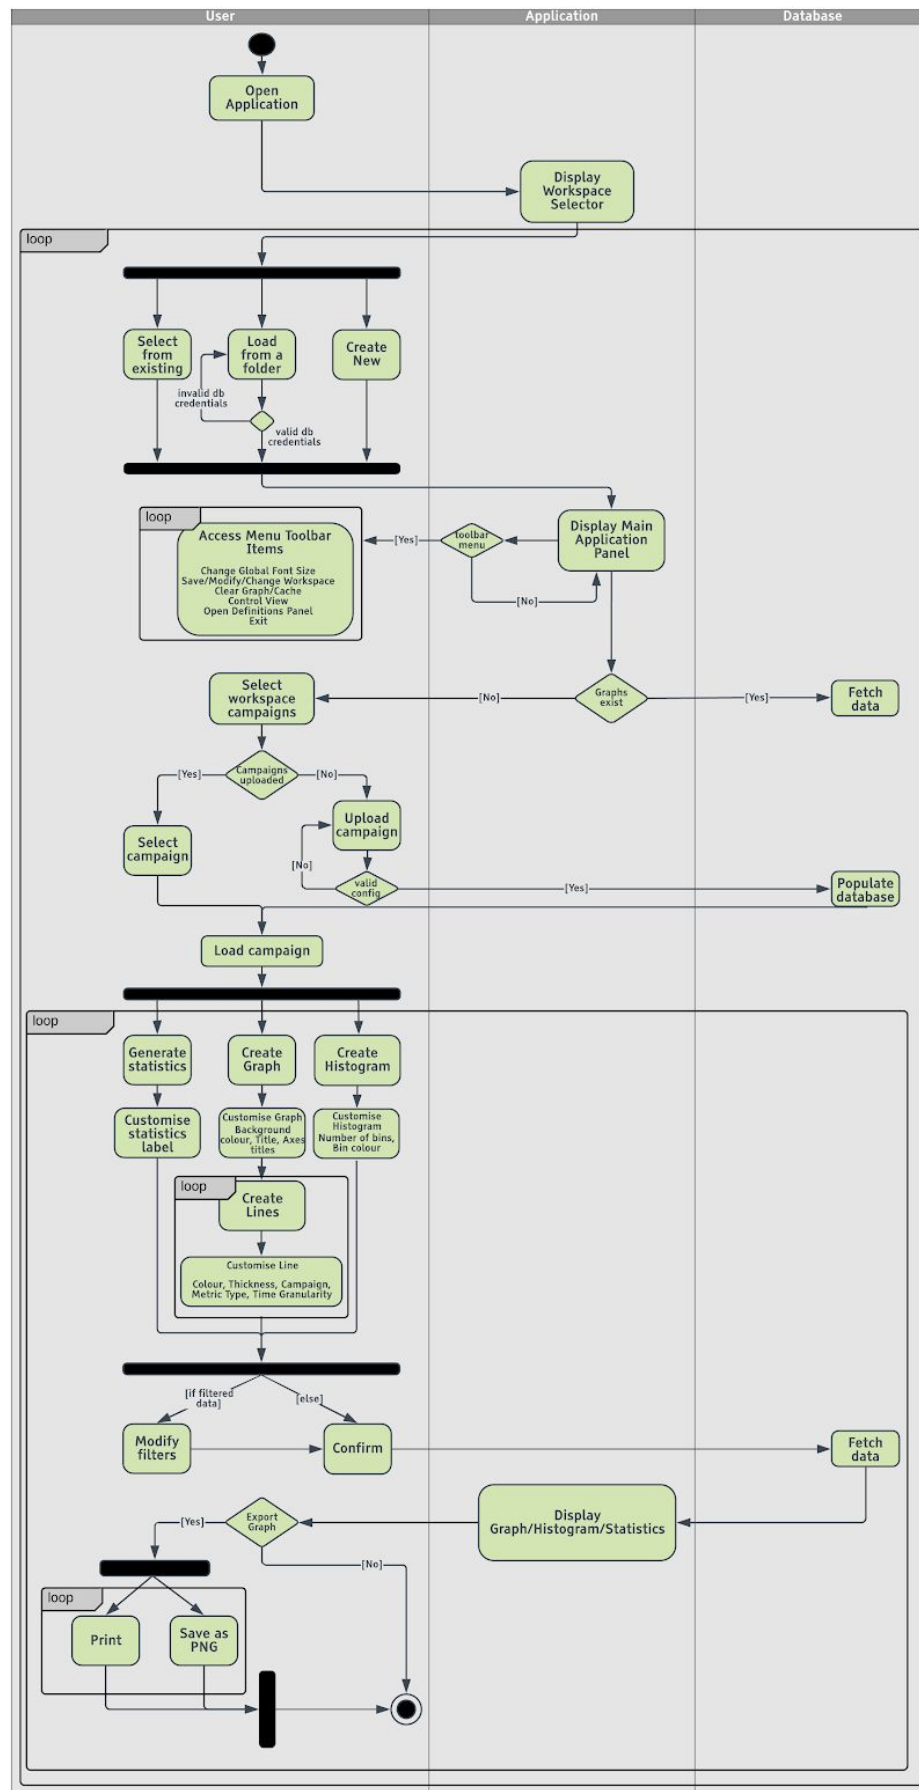 User
Application
Database
Open
Application
Display
Workspace
Selector
loop
Select
from
existing
Load
from a
folder
Create
New
invalid db
credentials
valid db
credentials
loop
Access Menu Toolbar
Items
Change Global Font Size
Save/Modify/Change Workspace
Clear Graph/Cache
Control View
Open Definitions Panel
Exit
[Yes]
toolbar
menu
[No]
Display Main
Application
Panel
Select
workspace
campaigns
[No]
Graphs
exist
[Yes]
Fetch
data
[Yes]
Campaigns
uploaded
[No]
Select
campaign
Upload
campaign
[No]
valid
config
[Yes]
Populate
database
Load campaign
loop
Generate
statistics
Create
Graph
Create
Histogram
Customise
statistics
label
Customise Graph
Background
colour, Title, Axes
titles
Customise
Histogram
Number of bins,
Bin colour
loop
Create
Lines
Customise Line
Colour, Thickness, Campaign,
Metric Type, Time Granularity
[if filtered
data]
[else]
Modify
filters
Confirm
Fetch
data
Display
Graph/Histogram/Statistics
[Yes]
Export
Graph
[No]
loop
Print
Save as
PNG